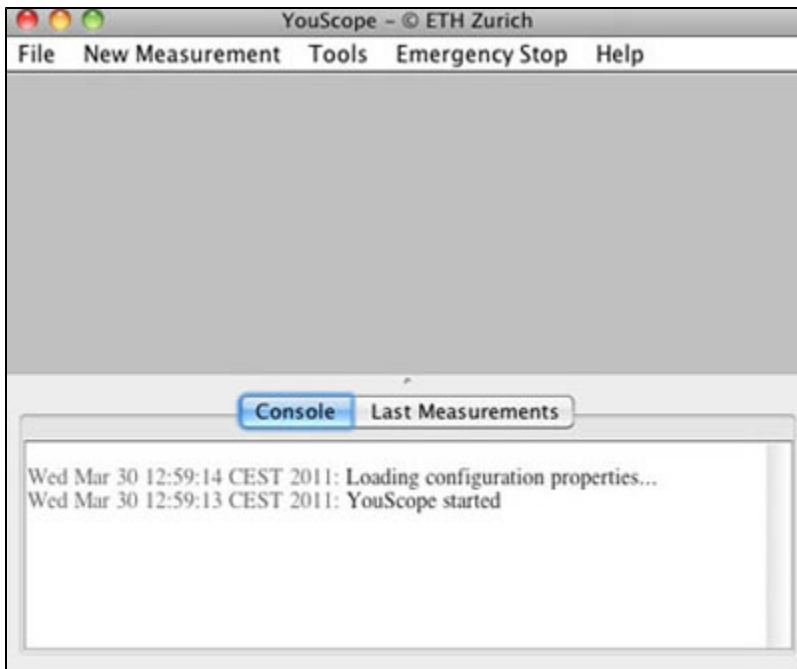 YouScope – © ETH Zurich
File New Measurement Tools Emergency Stop Help
Console Last Measurements
Wed Mar 30 12:59:14 CEST 2011: Loading configuration properties...
Wed Mar 30 12:59:13 CEST 2011: YouScope started